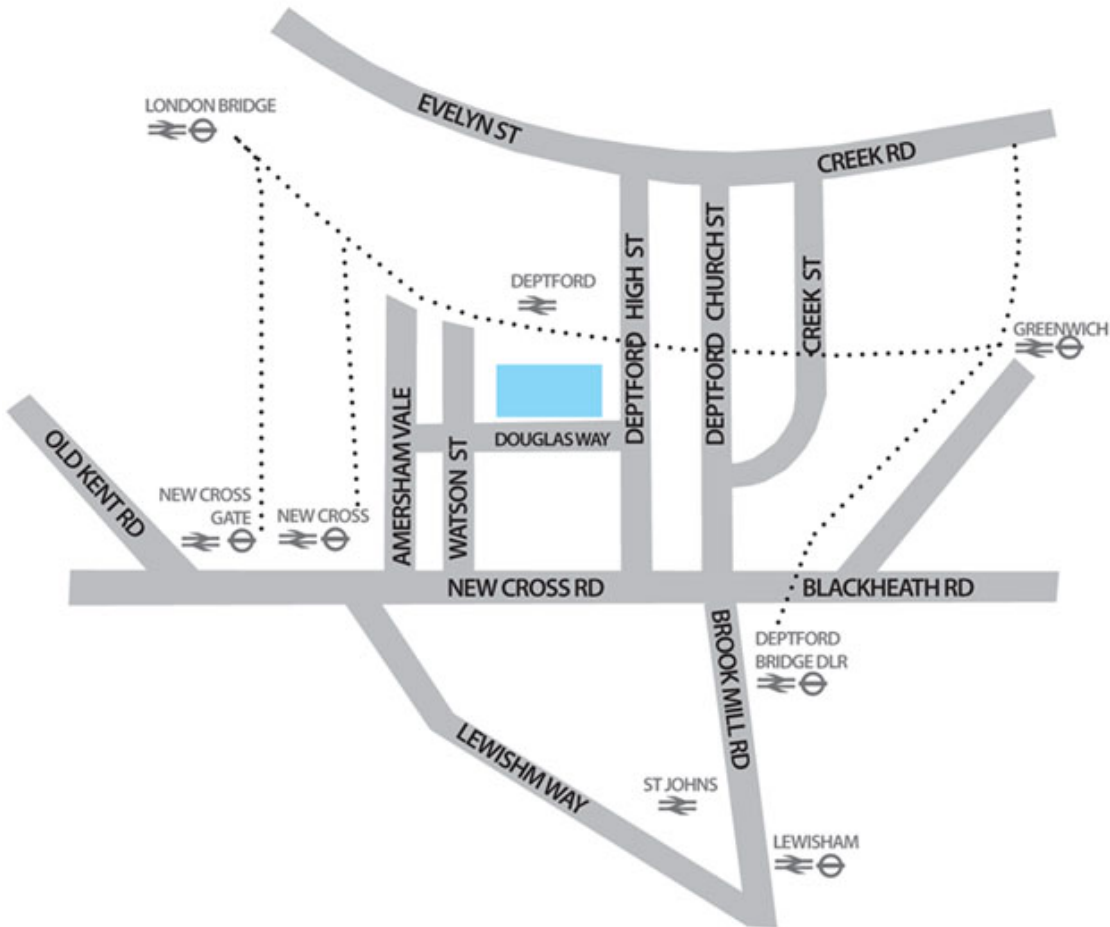 LONDON BRIDGE
EVELYN ST
CREEK RD
DEPTFORD
DEPTFORD HIGH ST
DEPTFORD CHURCH ST
CREEK ST
GREENWICH
OLD KENT RD
AMERSHAM VALE
WATSON ST
DOUGLAS WAY
NEW CROSS
GATE
NEW CROSS
NEW CROSS RD
BLACKHEATH RD
BROOK MILL RD
DEPTFORD
BRIDGE DLR
LEWISHM WAY
ST JOHNS
LEWISHAM